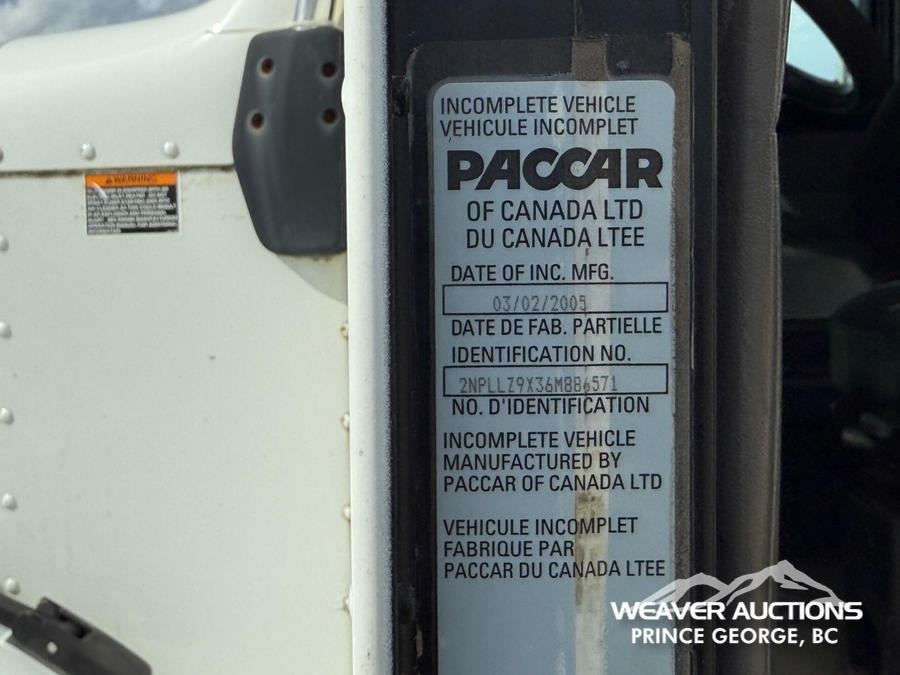 INCOMPLETE VEHICLE
VEHICULE INCOMPLET
PACCAR
OF CANADA LTD
DU CANADA LTEE
DATE OF INC. MFG.
03/02/2005
DATE DE FAB. PARTIELLE
IDENTIFICATION NO.
2NPLLZ9X36M886571
NO. D'IDENTIFICATION
INCOMPLETE VEHICLE
MANUFACTURED BY
PACCAR OF CANADA LTD
VEHICULE INCOMPLET
FABRIQUE PAR
PACCAR DU CANADA LTEE
WARNING
WEAVER AUCTIONS
PRINCE GEORGE, BC